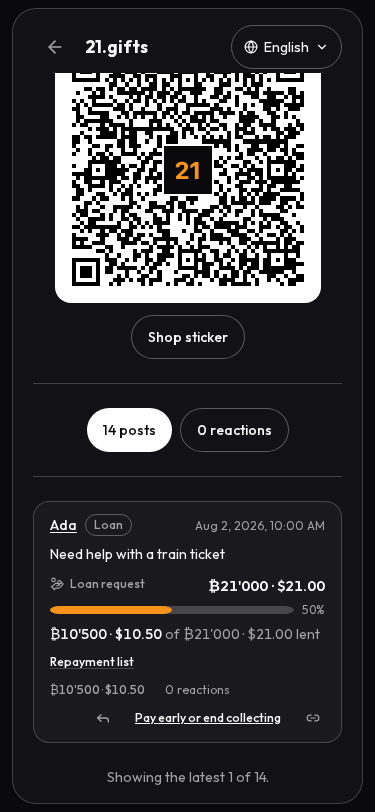 21.gifts
English
21
Shop sticker
14 posts
0 reactions
Ada
Loan
Aug 2, 2026, 10:00 AM
Need help with a train ticket
Loan request
₿21'000 · $21.00
50%
₿10'500 · $10.50 of ₿21'000 · $21.00 lent
Repayment list
₿10'500 · $10.50
0 reactions
Pay early or end collecting
Showing the latest 1 of 14.